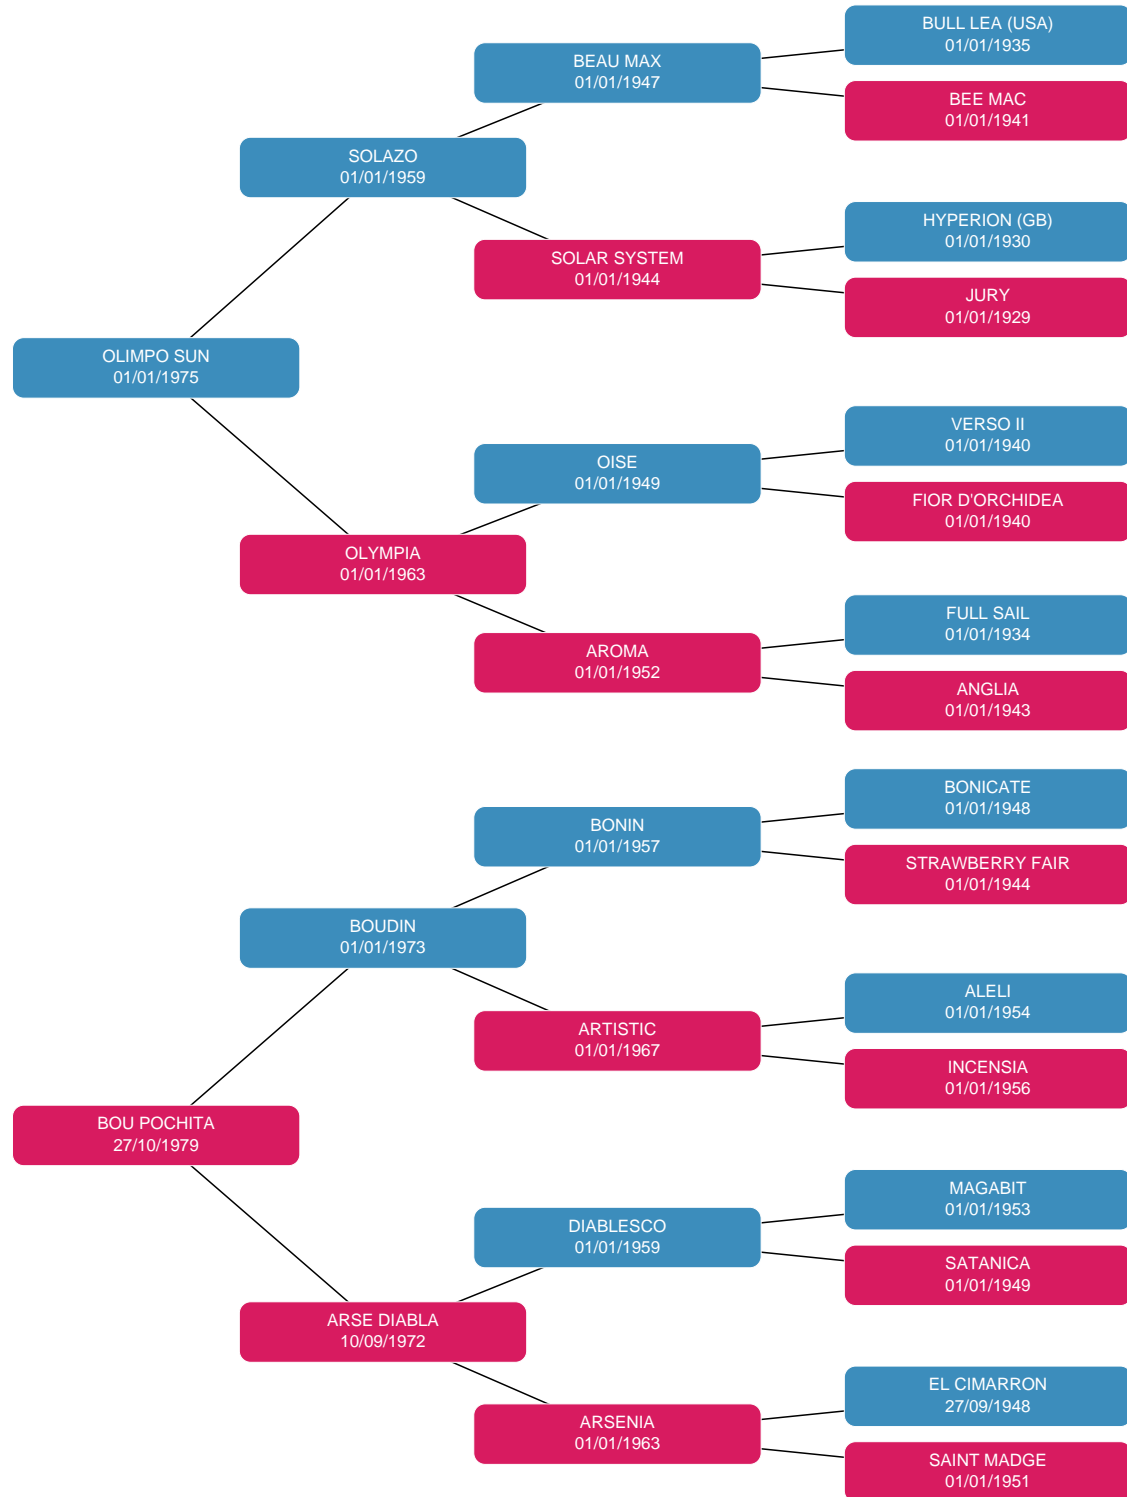 BULL LEA (USA)
01/01/1935
BEAU MAX
01/01/1947
BEE MAC
01/01/1941
SOLAZO
01/01/1959
HYPERION (GB)
01/01/1930
SOLAR SYSTEM
01/01/1944
JURY
01/01/1929
OLIMPO SUN
01/01/1975
VERSO II
01/01/1940
OISE
01/01/1949
FIOR D'ORCHIDEA
01/01/1940
OLYMPIA
01/01/1963
FULL SAIL
01/01/1934
AROMA
01/01/1952
ANGLIA
01/01/1943
BONICATE
01/01/1948
BONIN
01/01/1957
STRAWBERRY FAIR
01/01/1944
BOUDIN
01/01/1973
ALELI
01/01/1954
ARTISTIC
01/01/1967
INCENSIA
01/01/1956
BOU POCHITA
27/10/1979
MAGABIT
01/01/1953
DIABLESCO
01/01/1959
SATANICA
01/01/1949
ARSE DIABLA
10/09/1972
EL CIMARRON
27/09/1948
ARSENIA
01/01/1963
SAINT MADGE
01/01/1951